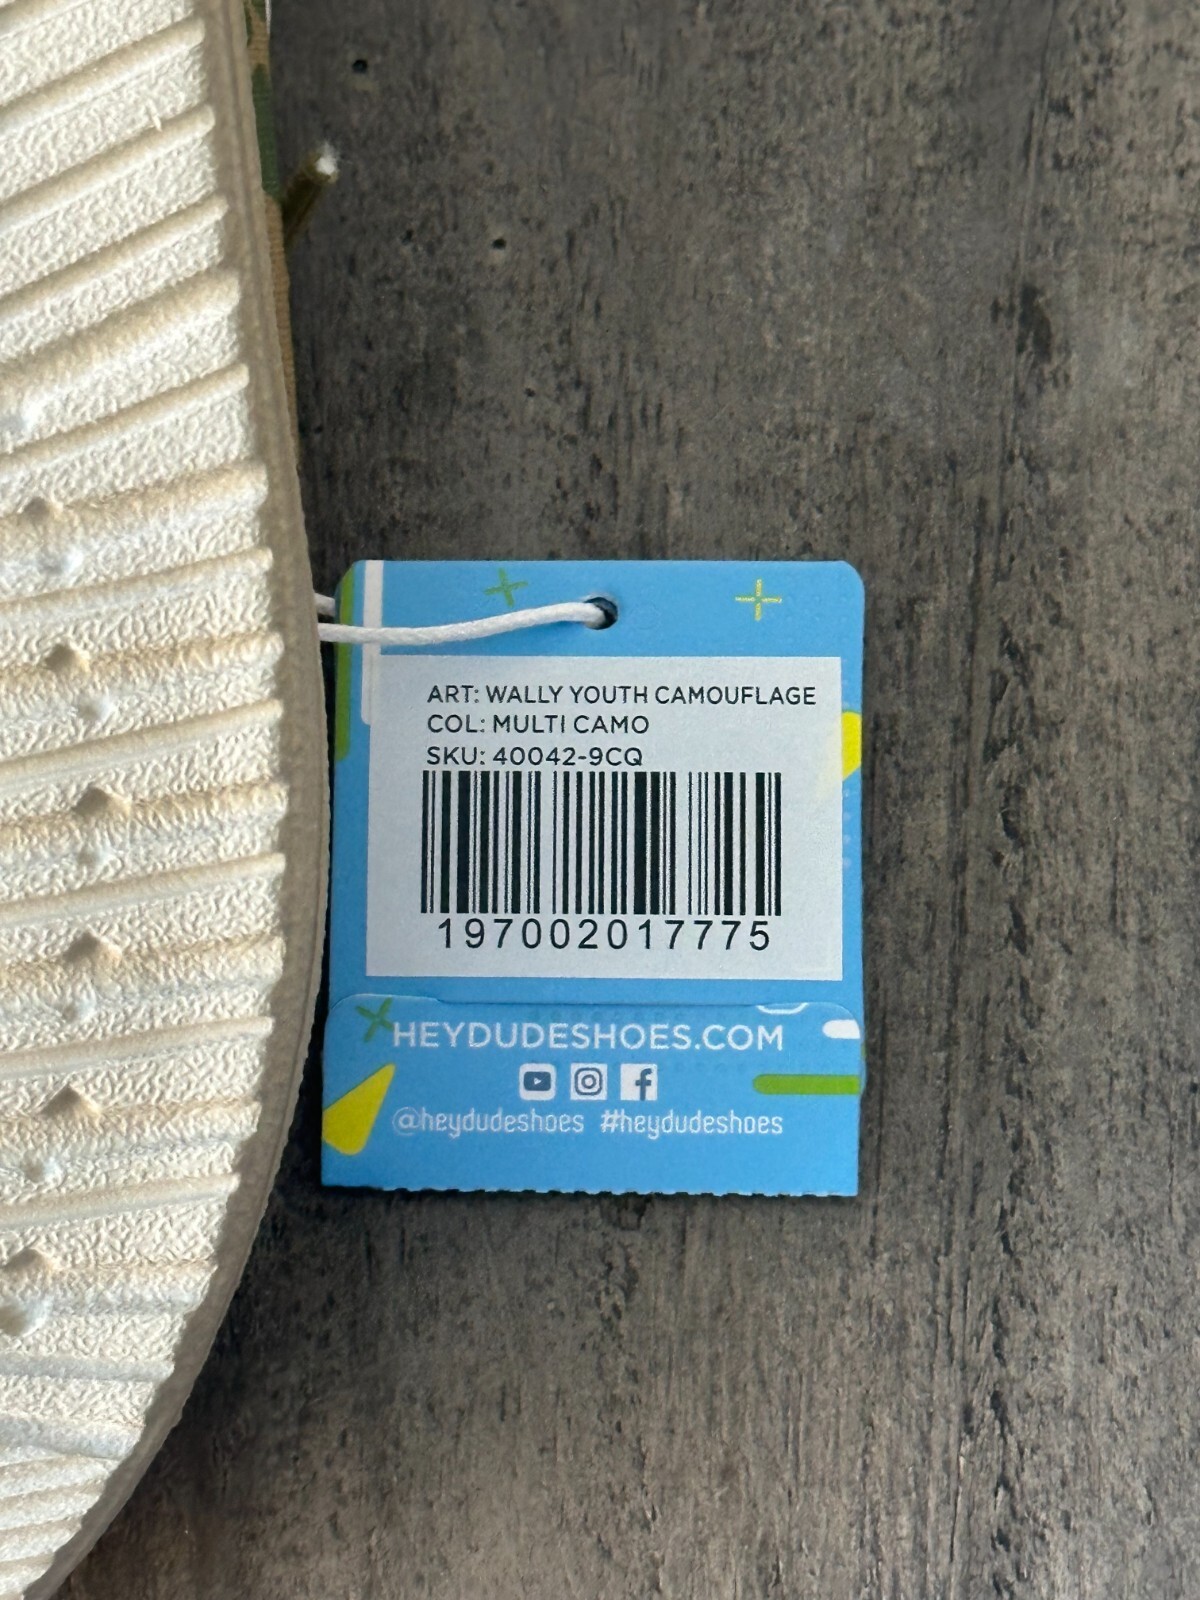 ART: WALLY YOUTH CAMOUFLAGE
COL: MULTI CAMO
SKU: 40042-9CQ
197002017775
HEYDUDESHOES.COM
@heydudeshoes #heydudeshoes